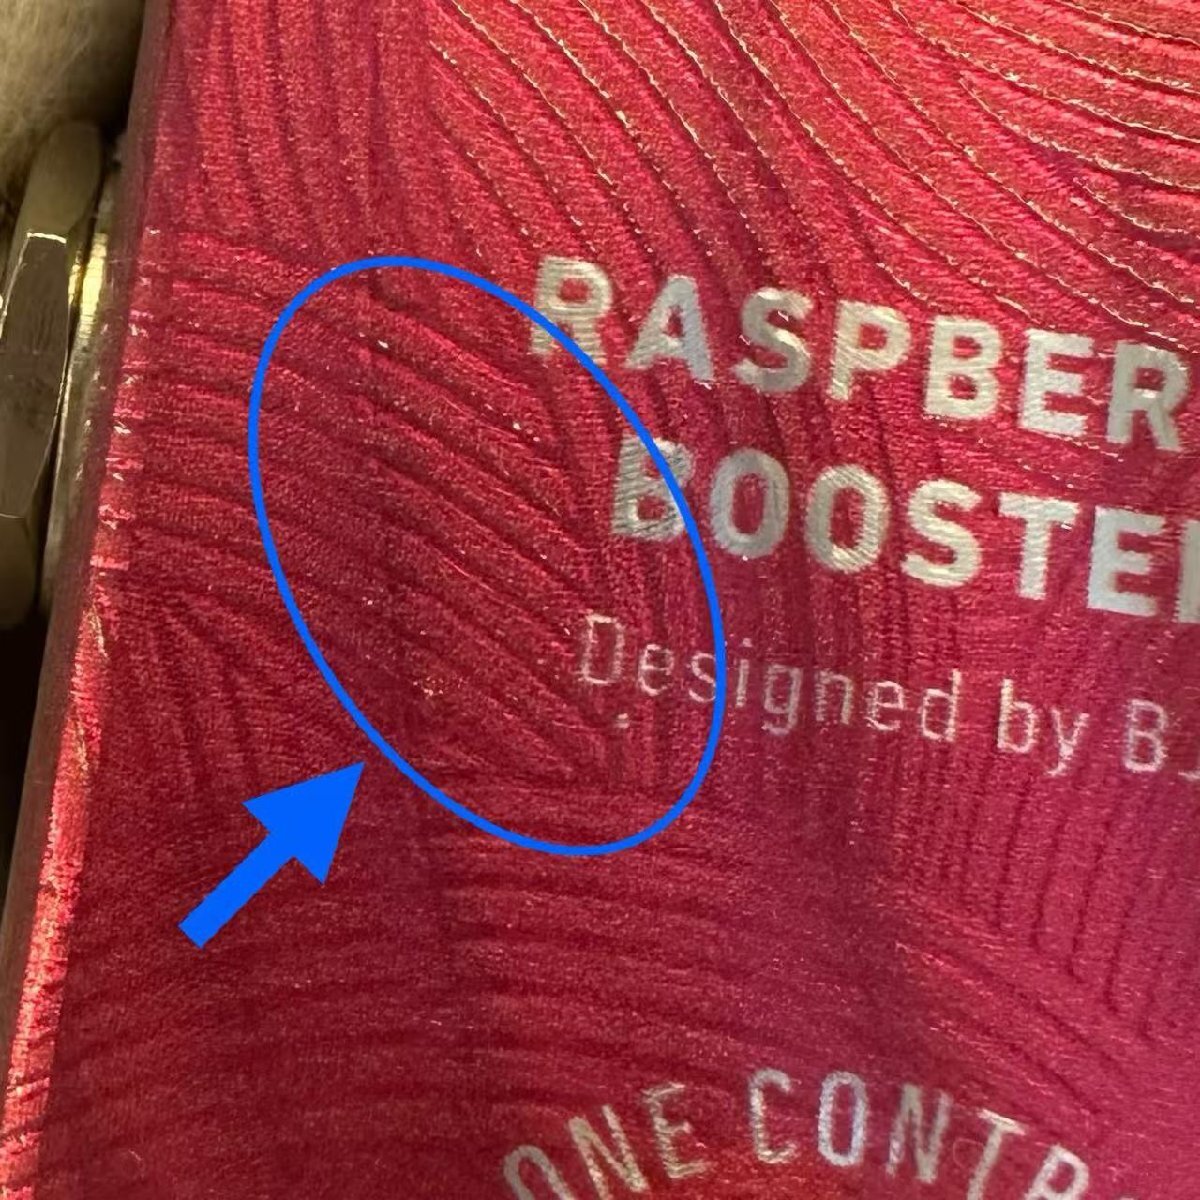 RASPBER
BOOSTE
Designed by B
ONE CONTR